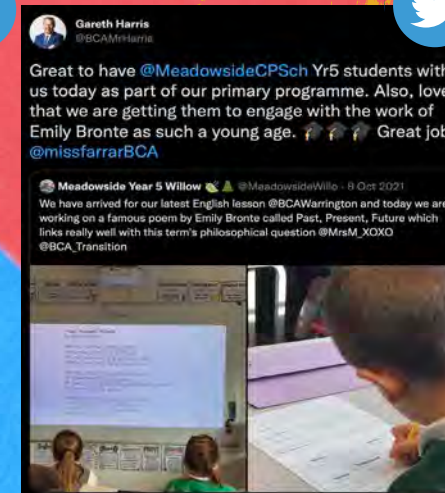 Gareth Harris
@BCAMrHarris
Great to have @MeadowsideCPSch Yr5 students with
us today as part of our primary programme. Also, love
that we are getting them to engage with the work of
Emily Bronte as such a young age. 🎓🎓🎓 Great job
@missfarrarBCA
Meadowside Year 5 Willow @MeadowsideWillo - 8 Oct 2021
We have arrived for our latest English lesson @BCAWarrington and today we are
working on a famous poem by Emily Bronte called Past, Present, Future which
links really well with this term's philosophical question @MrsM_XOXO
@BCA_Transition